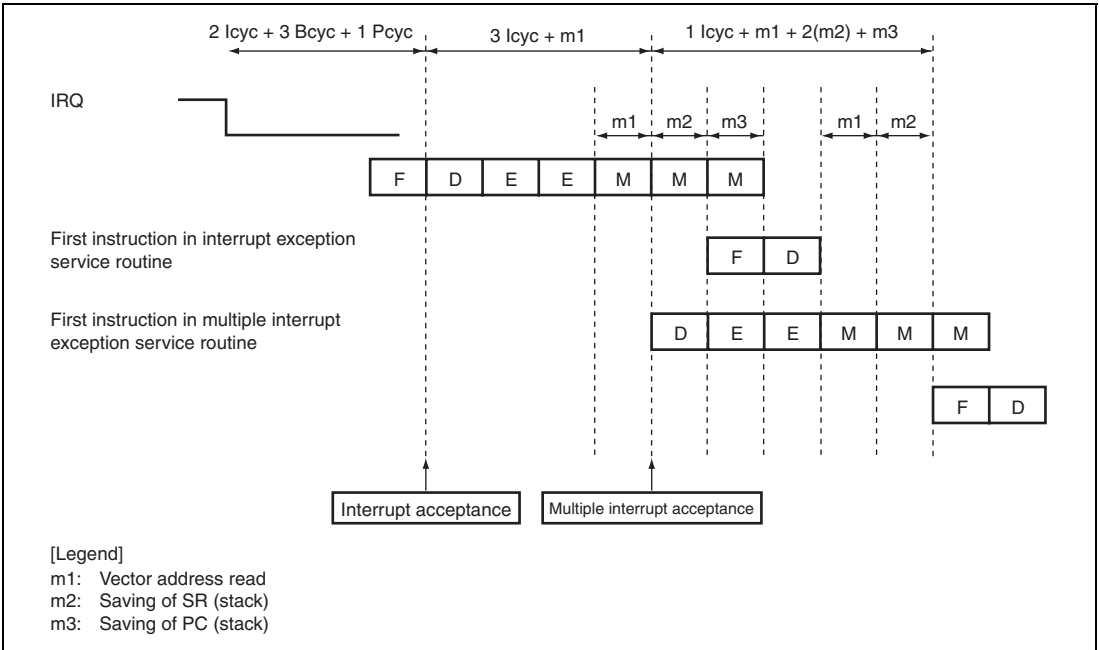 2 Icyc + 3 Bcyc + 1 Pcyc 3 Icyc + m1 1 Icyc + m1 + 2(m2) + m3
IRQ
m1 m2 m3 m1 m2
F D E E M M M
First instruction in interrupt exception
service routine
F D
First instruction in multiple interrupt
exception service routine
D E E M M M
F D
Interrupt acceptance Multiple interrupt acceptance
[Legend]
m1: Vector address read
m2: Saving of SR (stack)
m3: Saving of PC (stack)